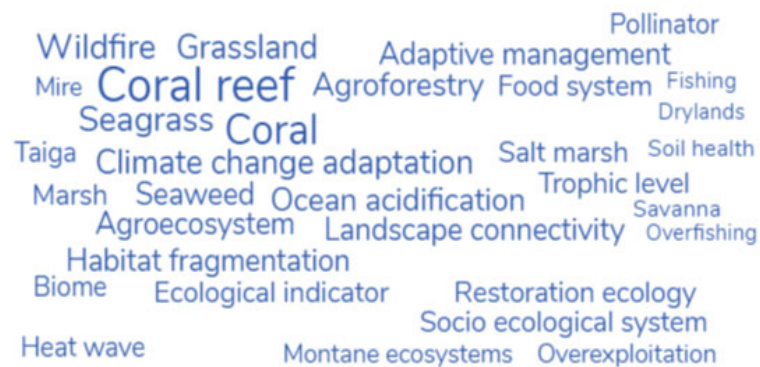 Pollinator
Wildfire Grassland Adaptive management
Mire Coral reef Agroforestry Food system Fishing
Drylands
Seagrass Coral
Taiga Climate change adaptation Salt marsh Soil health
Marsh Seaweed Ocean acidification Trophic level
Savanna
Agroecosystem Landscape connectivity Overfishing
Habitat fragmentation
Biome Ecological indicator Restoration ecology
Socio ecological system
Heat wave Montane ecosystems Overexploitation